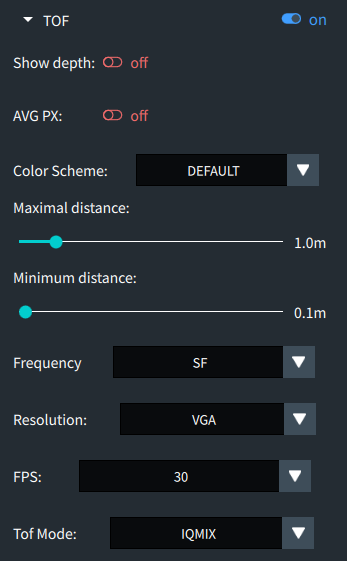 TOF on
Show depth: off
AVG PX: off
Color Scheme: DEFAULT
Maximal distance:
1.0m
Minimum distance:
0.1m
Frequency SF
Resolution: VGA
FPS: 30
Tof Mode: IQMIX